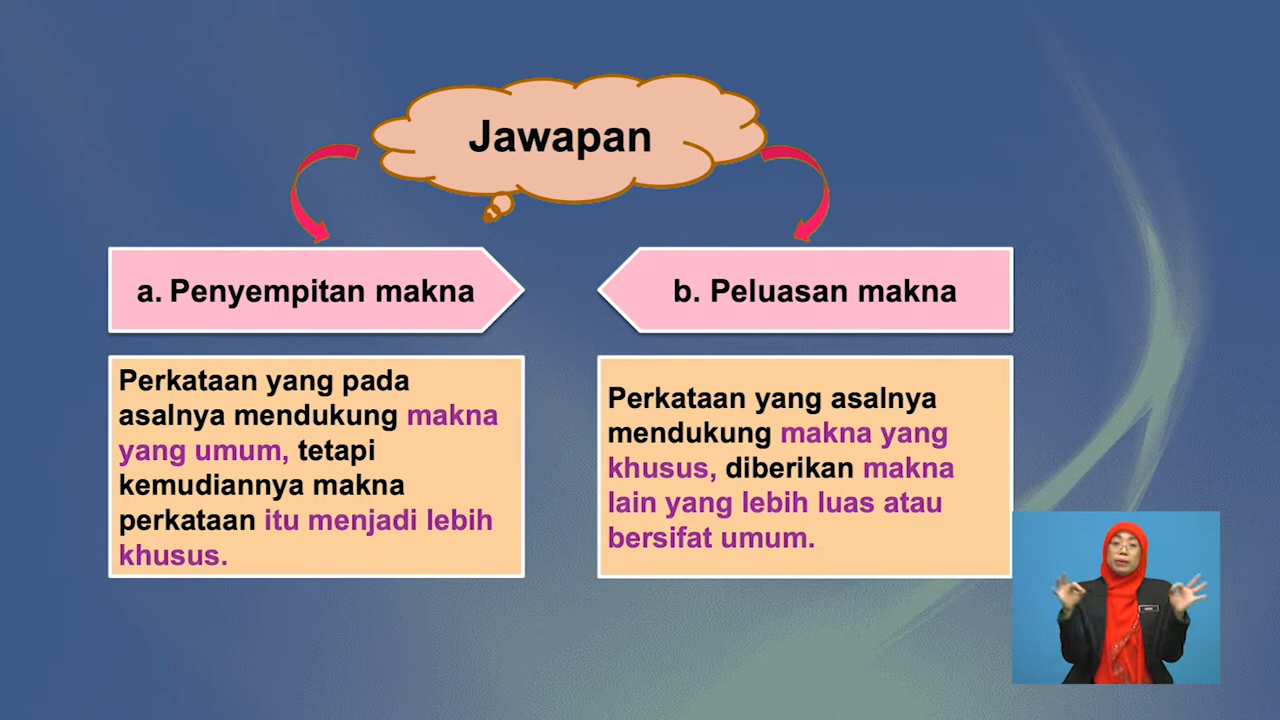 Jawapan
a. Penyempitan makna
b. Peluasan makna
Perkataan yang pada
asalnya mendukung makna
yang umum, tetapi
kemudiannya makna
perkataan itu menjadi lebih
khusus.
Perkataan yang asalnya
mendukung makna yang
khusus, diberikan makna
lain yang lebih luas atau
bersifat umum.